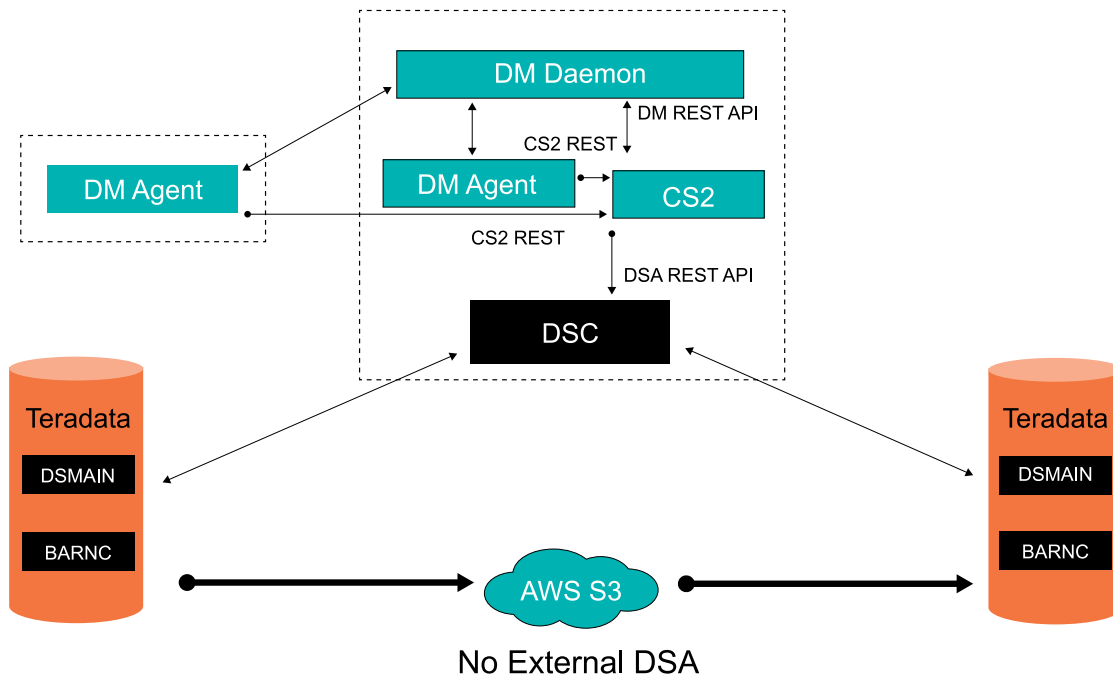 DM Daemon
DM REST API
CS2 REST
DM Agent
DM Agent
CS2
CS2 REST
DSA REST API
DSC
Teradata
DSMAIN
BARNC
Teradata
DSMAIN
BARNC
AWS S3
No External DSA